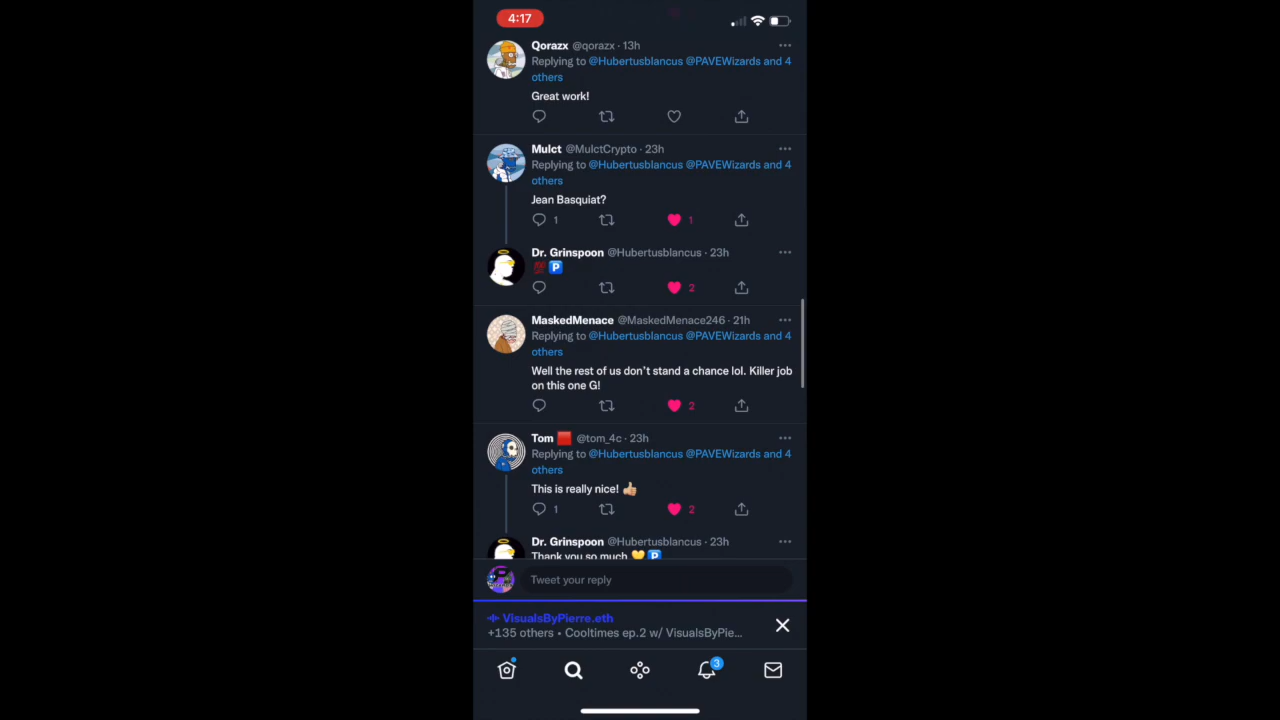 4:17
Qorazx @qorazx · 13h
Replying to @Hubertusblancus @PAVEWizards and 4
others
Great work!
Mulct @MulctCrypto · 23h
Replying to @Hubertusblancus @PAVEWizards and 4
others
Jean Basquiat?
1 1
Dr. Grinspoon @Hubertusblancus · 23h
💯🅿️
2
MaskedMenace @MaskedMenace246 · 21h
Replying to @Hubertusblancus @PAVEWizards and 4
others
Well the rest of us don't stand a chance lol. Killer job
on this one G!
2
Tom 🟥 @tom_4c · 23h
Replying to @Hubertusblancus @PAVEWizards and 4
others
This is really nice! 👍🏼
1 2
Dr. Grinspoon @Hubertusblancus · 23h
Thank you so much 💛🅿️
Tweet your reply
VisualsByPierre.eth
+135 others • Cooltimes ep.2 w/ VisualsByPie...
3